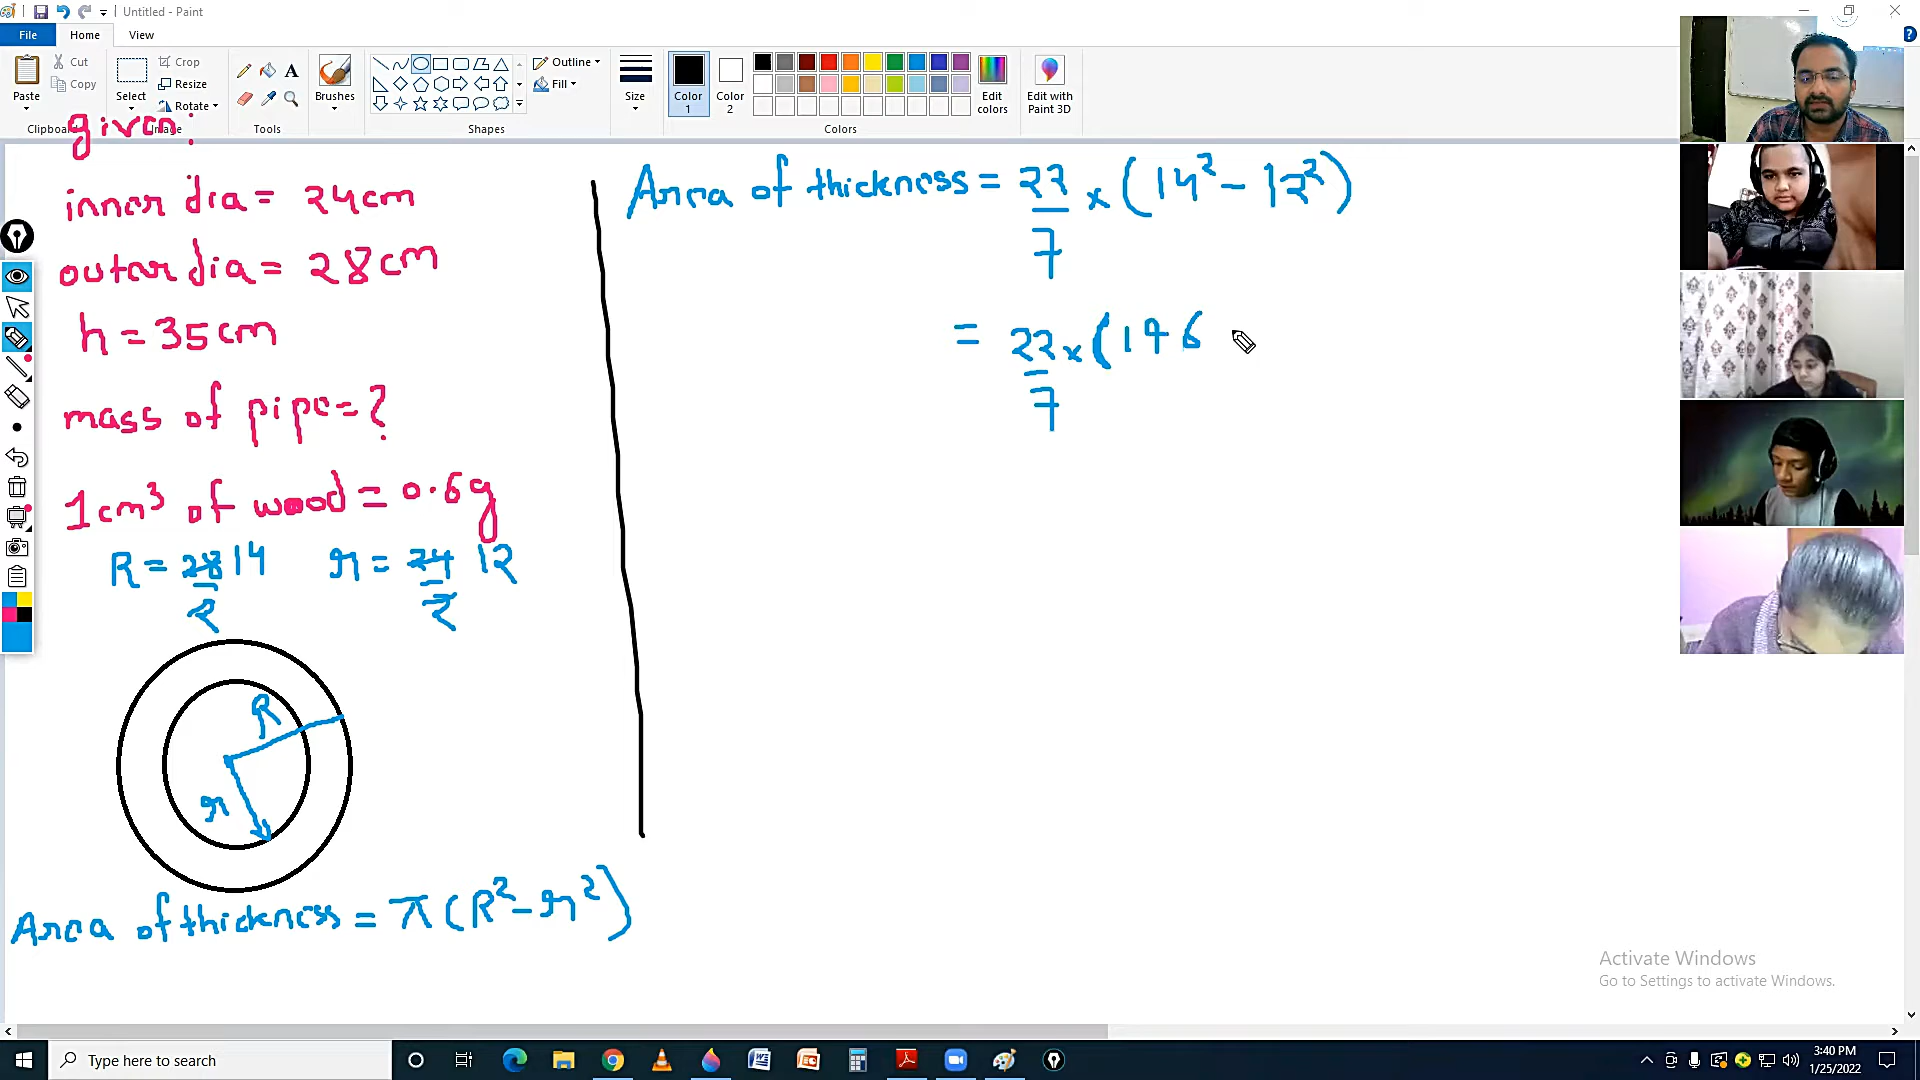 Untitled - Paint
File
Home
View
Paste
Cut
Copy
Select
Crop
Resize
Rotate
A
Brushes
Outline
Fill
Size
Color 1
Color 2
Edit colors
Edit with Paint 3D
Image
Tools
Shapes
Colors
given:
inner dia = 24cm
outer dia = 28cm
h = 35cm
mass of pipe = ?
1cm³ of wood = 0.6g
R = 28/2 14 r = 24/2 12
R
r
Area of thickness = π(R²-r²)
Area of thickness = 22/7 × (14² - 12²)
= 22/7 × (196
Activate Windows
Go to Settings to activate Windows.
Type here to search
3:40 PM
1/25/2022